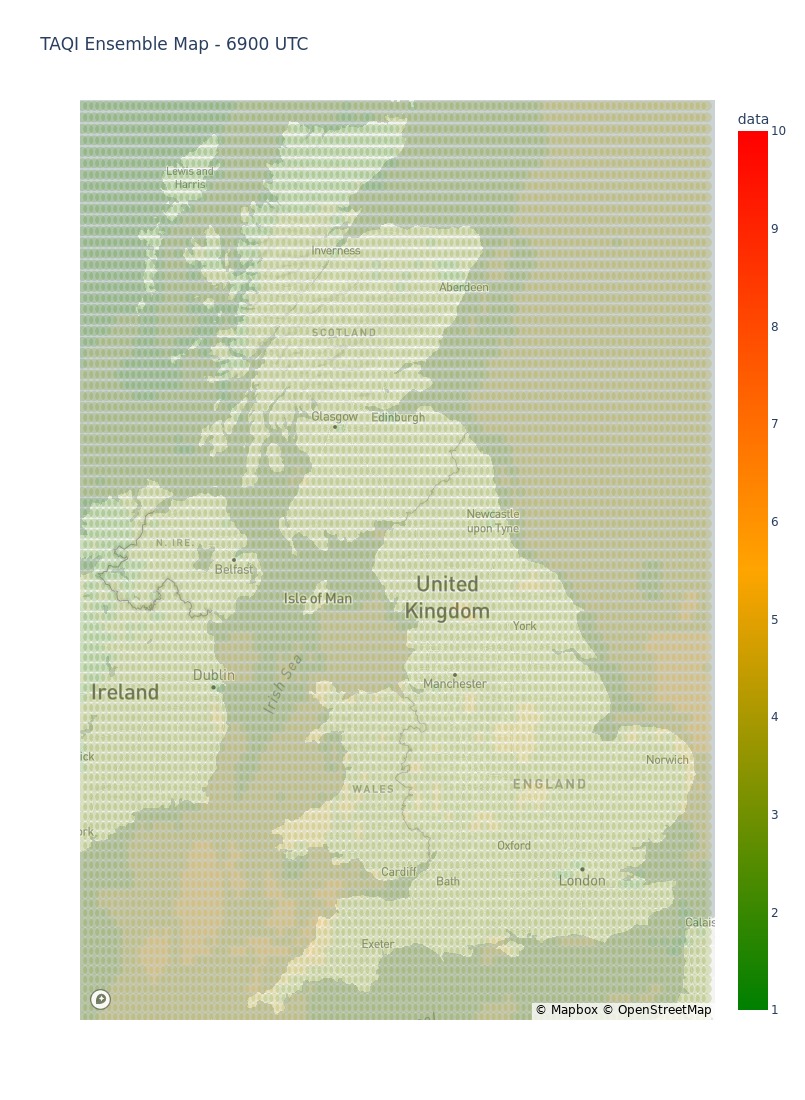 TAQI Ensemble Map - 6900 UTC
data
10
9
8
7
6
5
4
3
2
1
Lewis and
Harris
Inverness
Aberdeen
SCOTLAND
Glasgow
Edinburgh
Newcastle
upon Tyne
N. IRE.
Belfast
Isle of Man
United
Kingdom
York
Dublin
Manchester
Irish Sea
Ireland
ick
Norwich
WALES
ENGLAND
ork
Oxford
Cardiff
Bath
London
Calais
Exeter
© Mapbox © OpenStreetMap